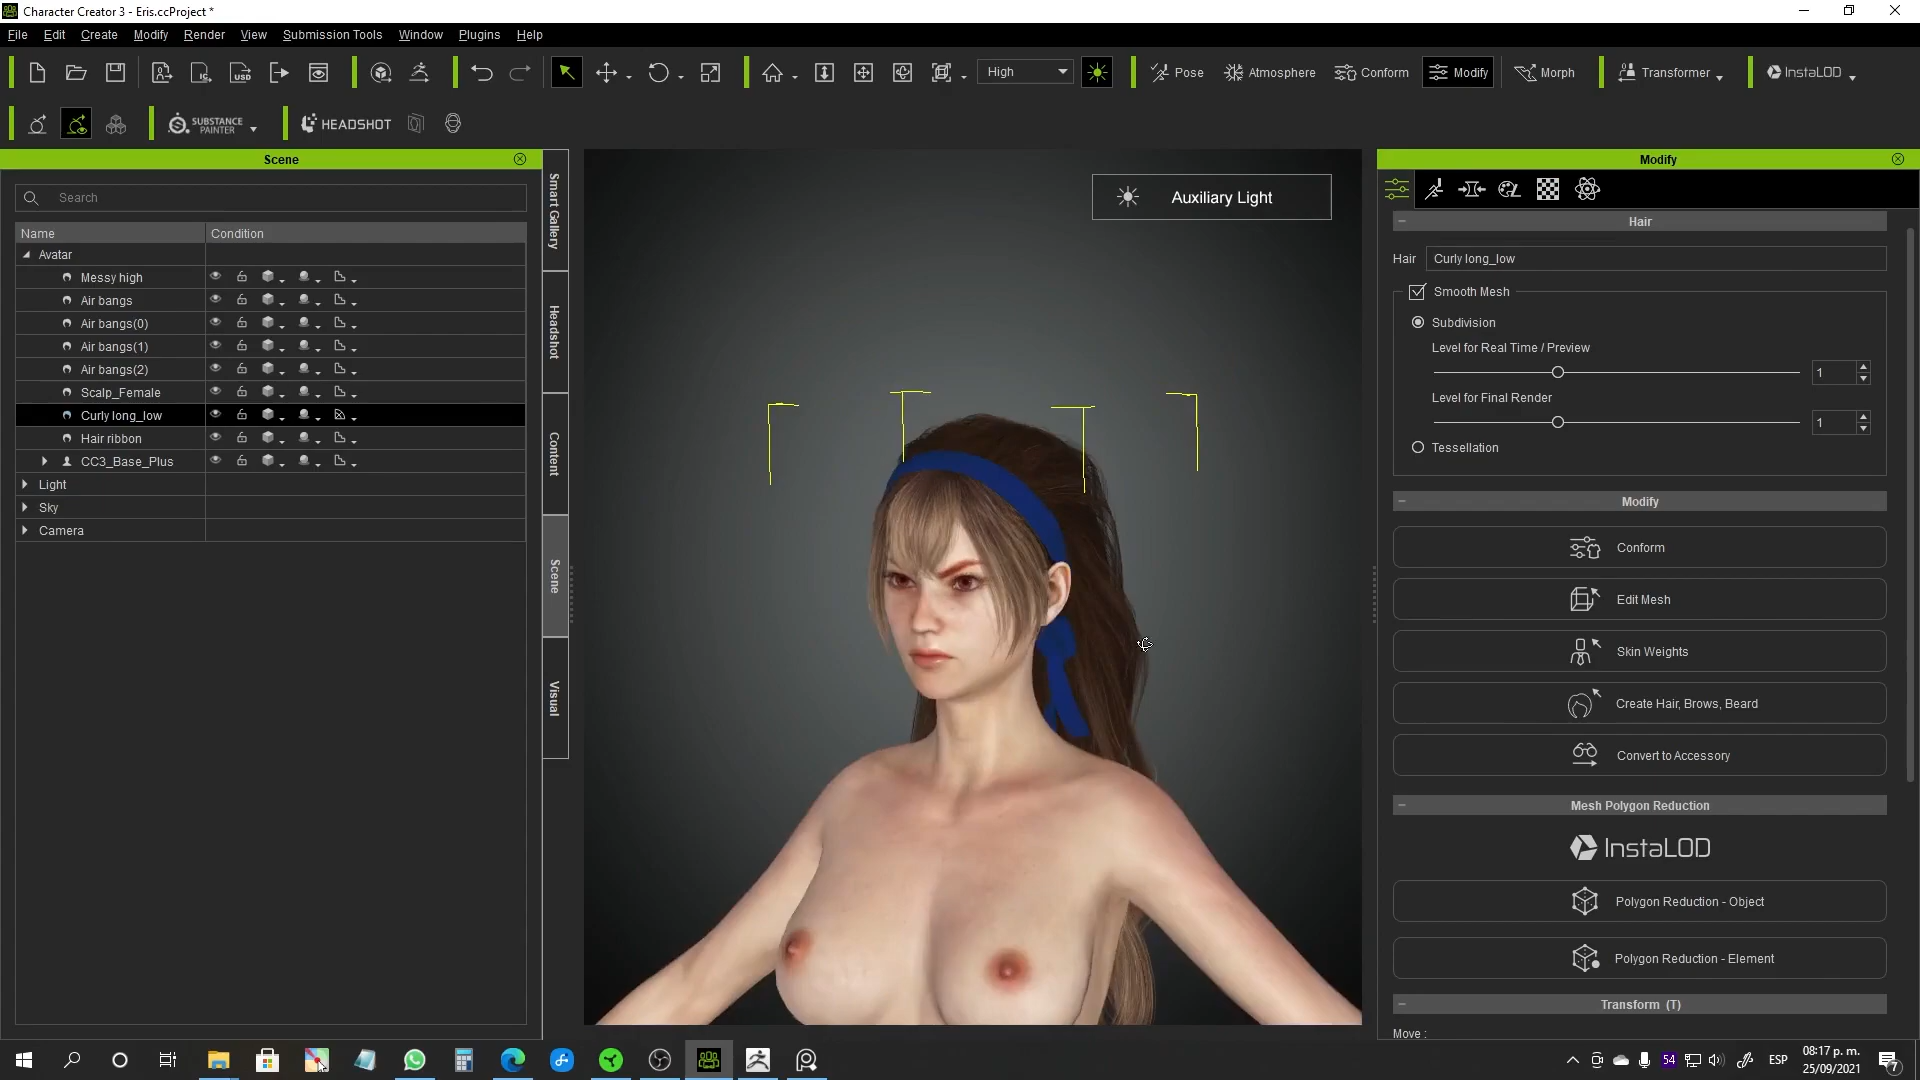 Character Creator 3 - Eris.ccProject *
File Edit Create Modify Render View Submission Tools Window Plugins Help
High Pose Atmosphere Conform Modify Morph Transformer InstaLOD
SUBSTANCE PAINTER HEADSHOT
Scene
Search
Name Condition
Avatar
Messy high
Air bangs
Air bangs(0)
Air bangs(1)
Air bangs(2)
Scalp_Female
Curly long_low
Hair ribbon
CC3_Base_Plus
Light
Sky
Camera
Smart Gallery
Headshot
Content
Scene
Visual
Auxiliary Light
Modify
Hair
Hair Curly long_low
Smooth Mesh
Subdivision
Level for Real Time / Preview
1
Level for Final Render
1
Tessellation
Modify
Conform
Edit Mesh
Skin Weights
Create Hair, Brows, Beard
Convert to Accessory
Mesh Polygon Reduction
InstaLOD
Polygon Reduction - Object
Polygon Reduction - Element
Transform (T)
Move :
54 ESP 08:17 p. m.
25/09/2021
7